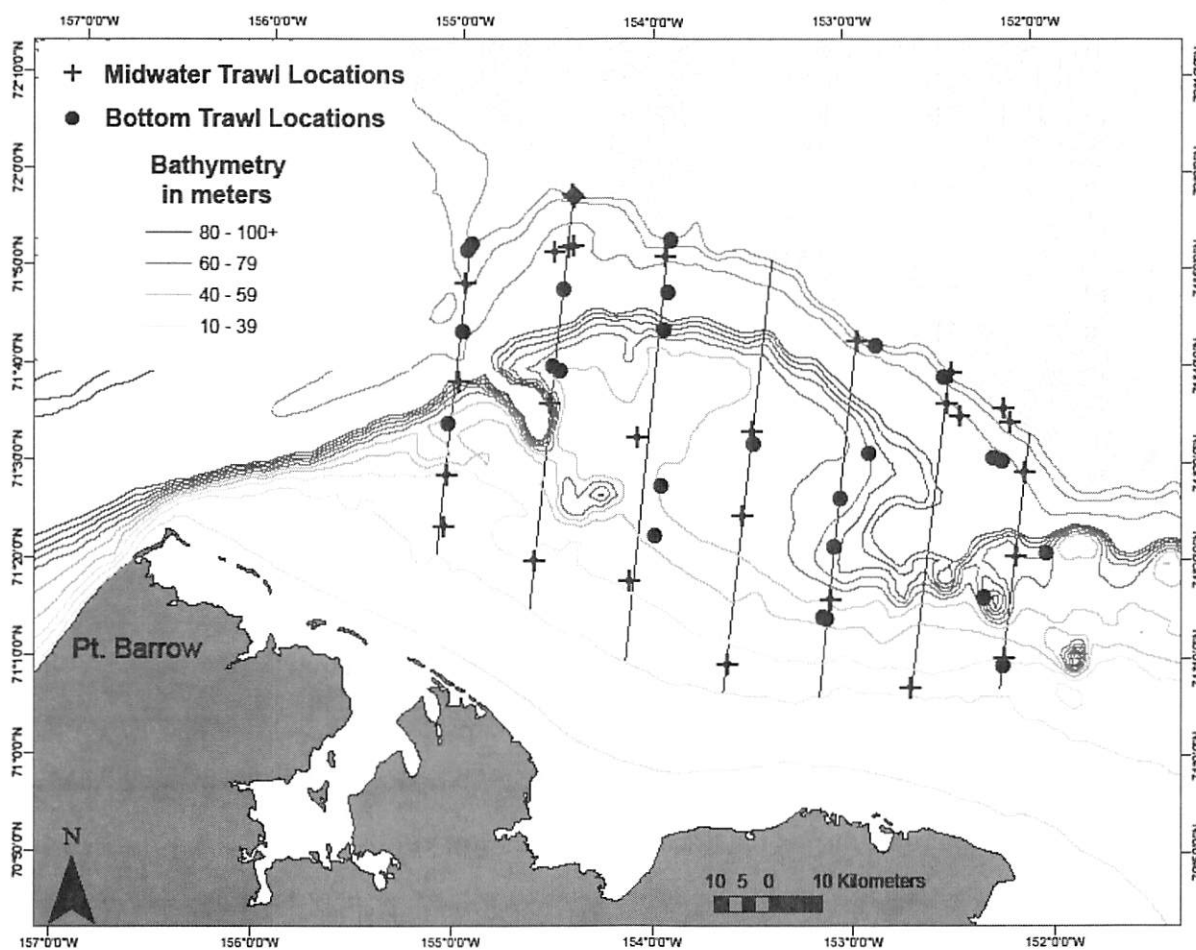 157°0'0"W 156°0'0"W 155°0'0"W 154°0'0"W 153°0'0"W 152°0'0"W
72°10'0"N
Midwater Trawl Locations
Bottom Trawl Locations
Bathymetry
in meters
80 - 100+
60 - 79
40 - 59
10 - 39
72°0'0"N
71°50'0"N
71°40'0"N
71°30'0"N
71°20'0"N
71°10'0"N
Pt. Barrow
71°0'0"N
70°50'0"N
N
10 5 0 10 Kilometers
157°0'0"W 156°0'0"W 155°0'0"W 154°0'0"W 153°0'0"W 152°0'0"W